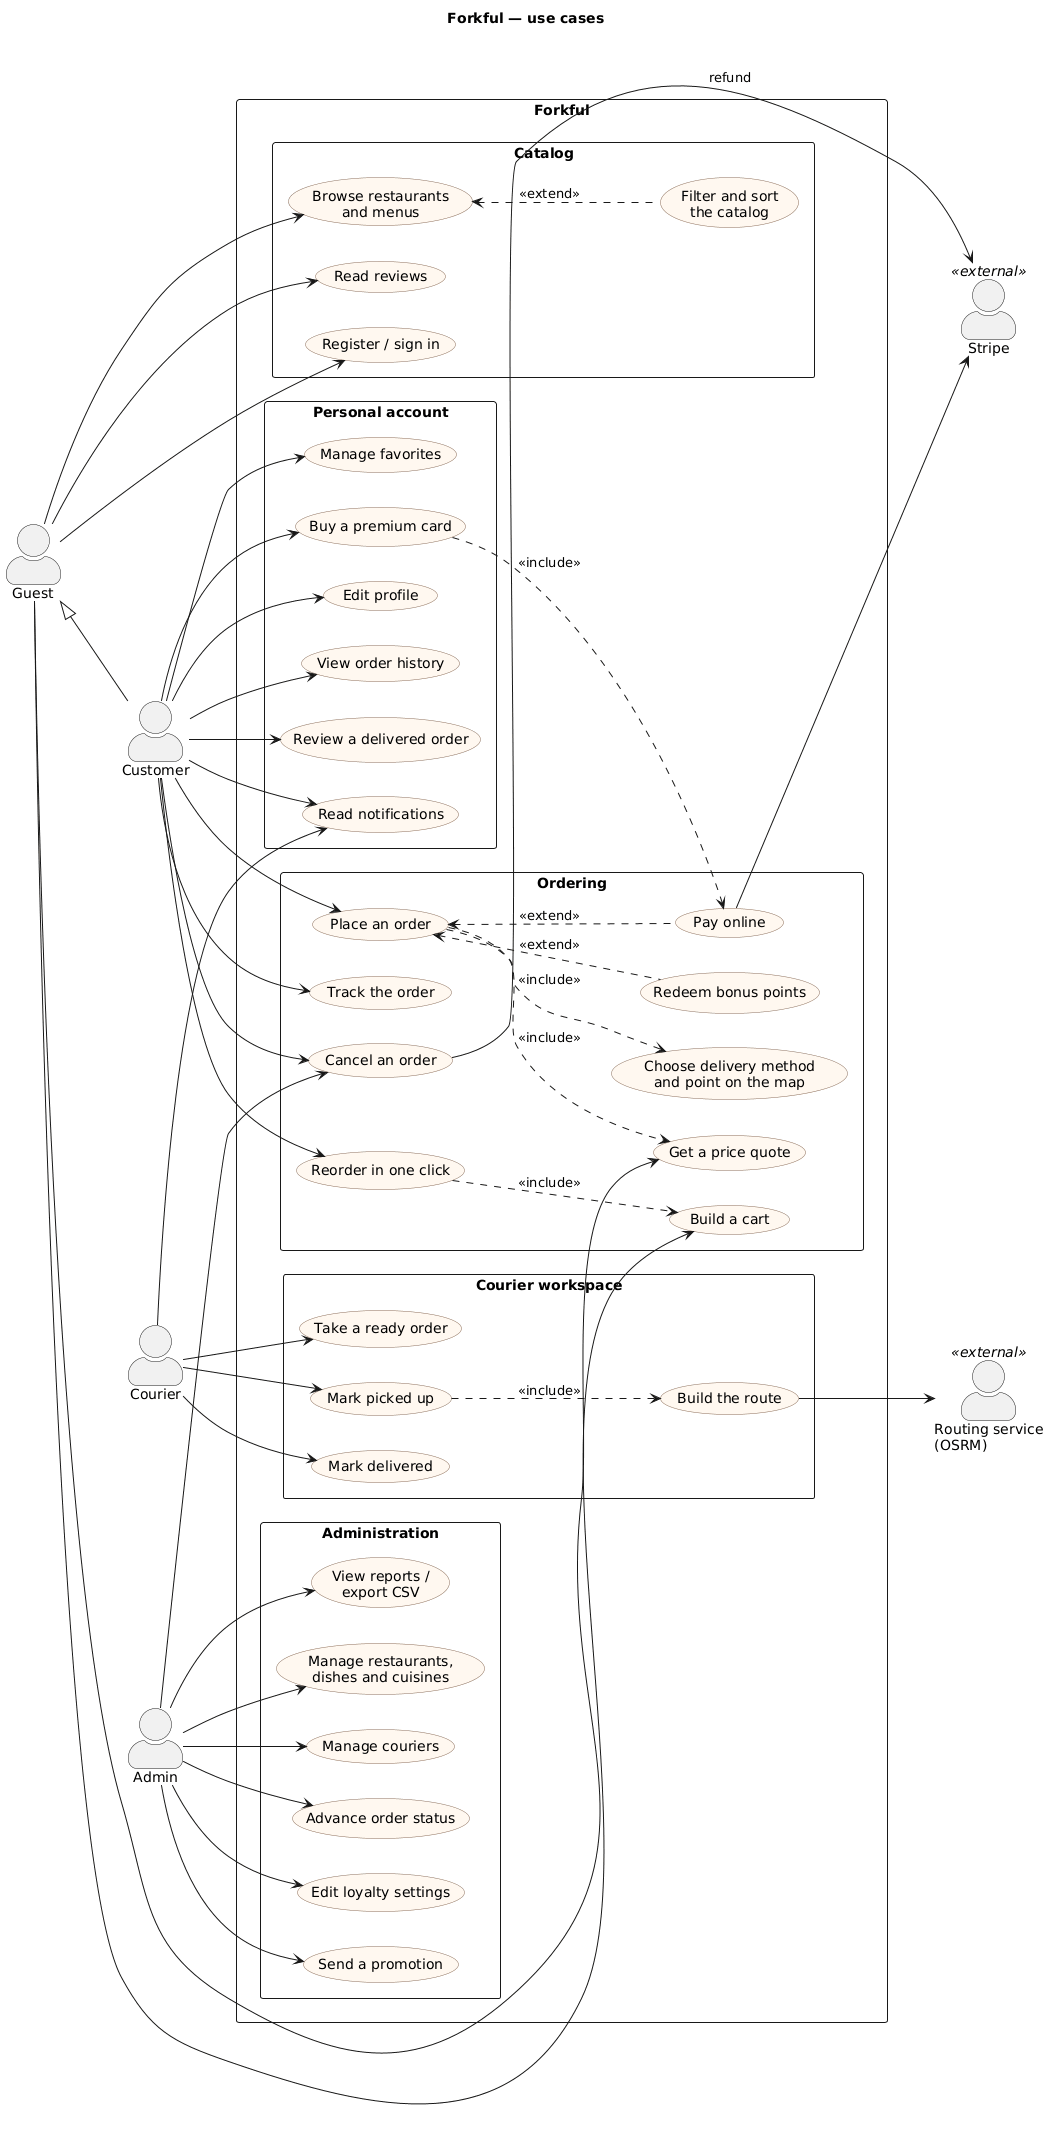 Forkful — use cases
refund
Forkful
Catalog
Browse restaurants
and menus
«extend»
Filter and sort
the catalog
Read reviews
Register / sign in
«external»
Stripe
Personal account
Manage favorites
Buy a premium card
«include»
Edit profile
View order history
Review a delivered order
Read notifications
Guest
Customer
Ordering
Place an order
«extend»
Pay online
«extend»
Redeem bonus points
Track the order
«include»
Cancel an order
«include»
Choose delivery method
and point on the map
Get a price quote
Reorder in one click
«include»
Build a cart
Courier workspace
Take a ready order
Mark picked up
«include»
Build the route
Mark delivered
Courier
«external»
Routing service
(OSRM)
Administration
View reports /
export CSV
Manage restaurants,
dishes and cuisines
Manage couriers
Admin
Advance order status
Edit loyalty settings
Send a promotion